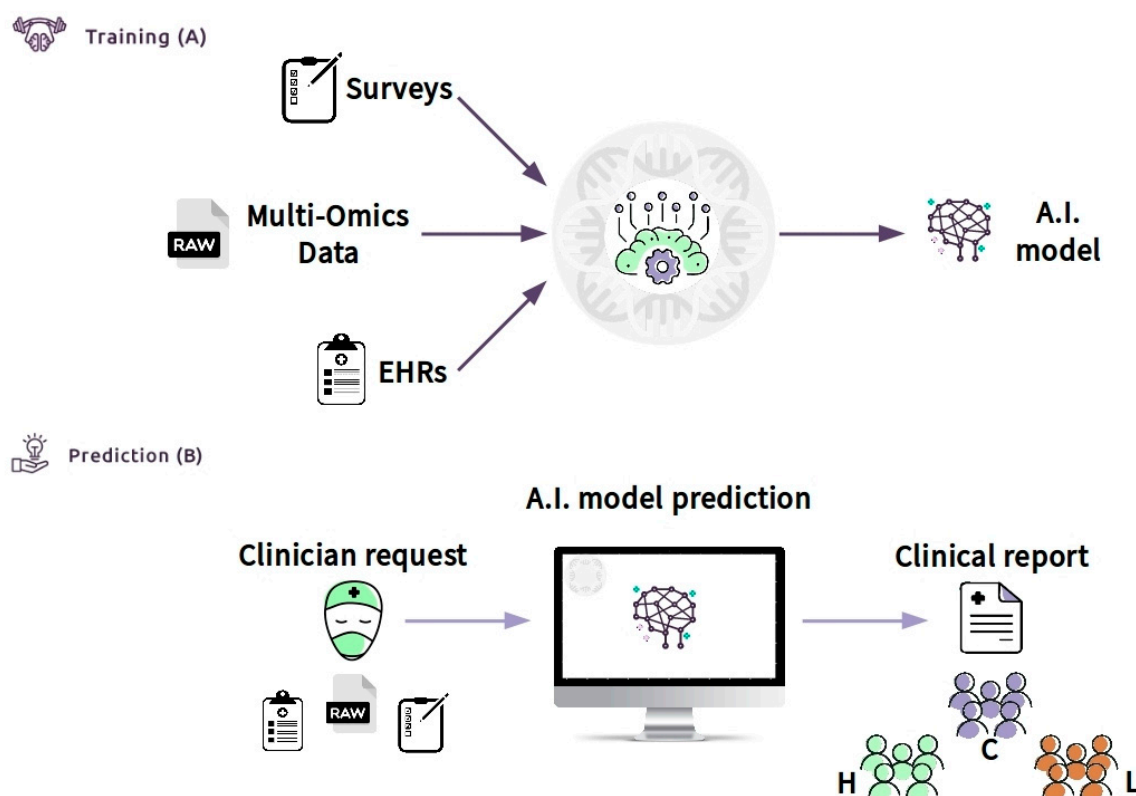 Training (A)
Surveys
Multi-Omics
Data
RAW
EHRs
A.I.
model
Prediction (B)
A.I. model prediction
Clinician request
Clinical report
RAW
C
H
L